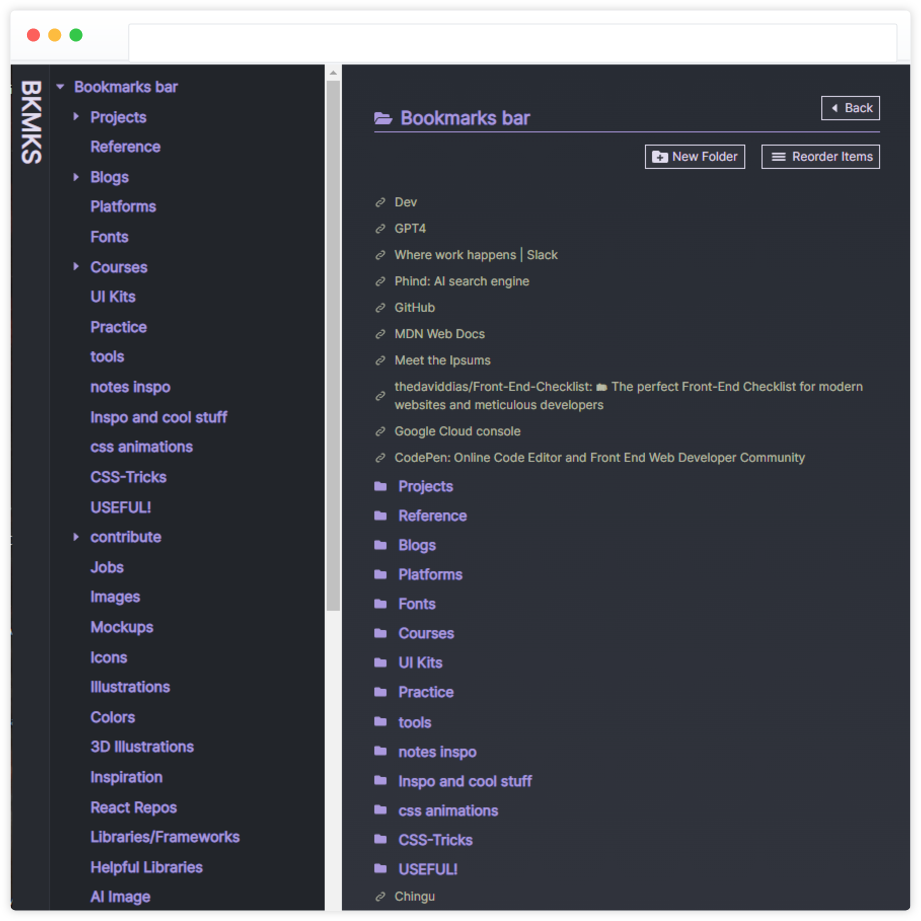 BKMKS
Bookmarks bar
Projects
Reference
Blogs
Platforms
Fonts
Courses
UI Kits
Practice
tools
notes inspo
Inspo and cool stuff
css animations
CSS-Tricks
USEFUL!
contribute
Jobs
Images
Mockups
Icons
Illustrations
Colors
3D Illustrations
Inspiration
React Repos
Libraries/Frameworks
Helpful Libraries
AI Image
Bookmarks bar
Back
New Folder
Reorder Items
Dev
GPT4
Where work happens | Slack
Phind: AI search engine
GitHub
MDN Web Docs
Meet the Ipsums
thedaviddias/Front-End-Checklist: The perfect Front-End Checklist for modern
websites and meticulous developers
Google Cloud console
CodePen: Online Code Editor and Front End Web Developer Community
Projects
Reference
Blogs
Platforms
Fonts
Courses
UI Kits
Practice
tools
notes inspo
Inspo and cool stuff
css animations
CSS-Tricks
USEFUL!
Chingu